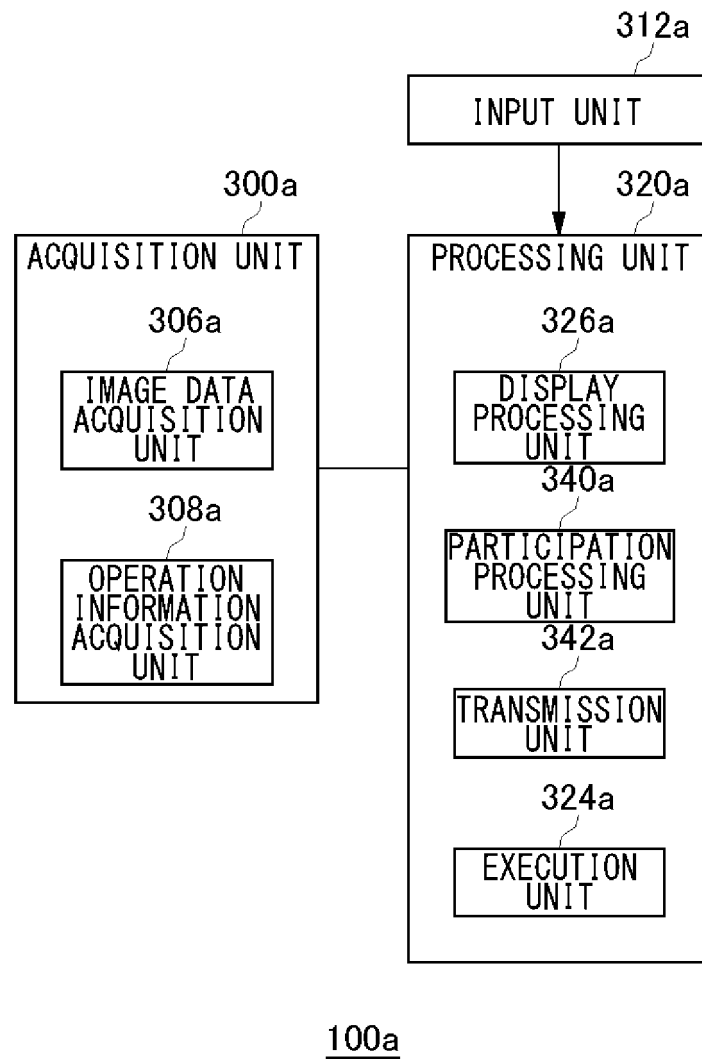 312a
INPUT UNIT
300a
320a
ACQUISITION UNIT
PROCESSING UNIT
306a
326a
IMAGE DATA
ACQUISITION
UNIT
DISPLAY
PROCESSING
UNIT
308a
340a
OPERATION
INFORMATION
ACQUISITION
UNIT
PARTICIPATION
PROCESSING
UNIT
342a
TRANSMISSION
UNIT
324a
EXECUTION
UNIT
100a